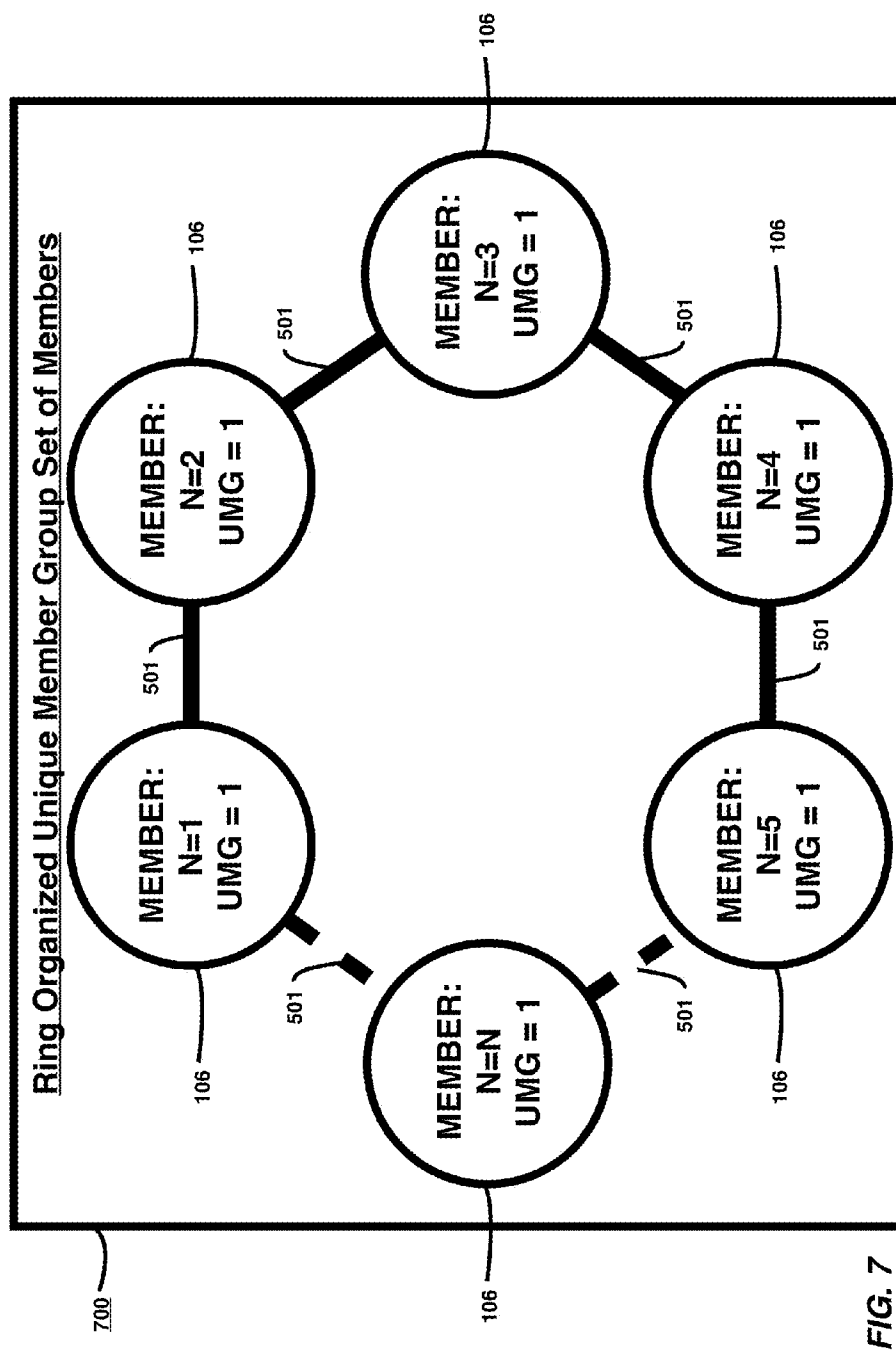 700
Ring Organized Unique Member Group Set of Members
106
MEMBER:
N=1
UMG = 1
501
MEMBER:
N=2
UMG = 1
106
501
501
106
MEMBER:
N=N
UMG = 1
MEMBER:
N=3
UMG = 1
106
501
501
106
MEMBER:
N=5
UMG = 1
501
MEMBER:
N=4
UMG = 1
106
FIG. 7